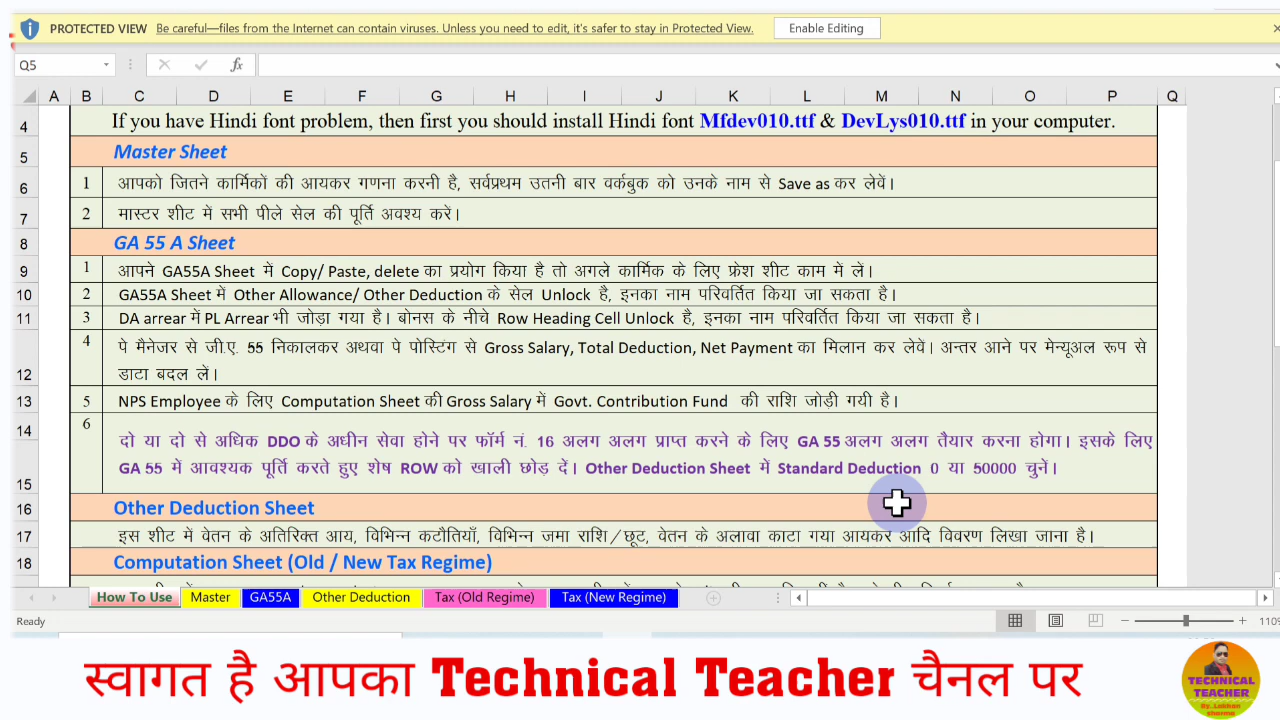 PROTECTED VIEW Be careful—files from the Internet can contain viruses. Unless you need to edit, it's safer to stay in Protected View. Enable Editing
Q5 fx
A B C D E F G H I J K L M N O P Q
4 If you have Hindi font problem, then first you should install Hindi font Mfdev010.ttf & DevLys010.ttf in your computer.
5 Master Sheet
6 1 आपको जितने कार्मिकों की आयकर गणना करनी है, सर्वप्रथम उतनी बार वर्कबुक को उनके नाम से Save as कर लेवें।
7 2 मास्टर शीट में सभी पीले सेल की पूर्ति अवश्य करें।
8 GA 55 A Sheet
9 1 आपने GA55A Sheet में Copy/ Paste, delete का प्रयोग किया है तो अगले कार्मिक के लिए फ्रेश शीट काम में लें।
10 2 GA55A Sheet में Other Allowance/ Other Deduction के सेल Unlock है, इनका नाम परिवर्तित किया जा सकता है।
11 3 DA arrear में PL Arrear भी जोड़ा गया है। बोनस के नीचे Row Heading Cell Unlock है, इनका नाम परिवर्तित किया जा सकता है।
4 पे मैनेजर से जी.ए. 55 निकालकर अथवा पे पोस्टिंग से Gross Salary, Total Deduction, Net Payment का मिलान कर लेवें। अन्तर आने पर मेन्यूअल रूप से
12 डाटा बदल लें।
13 5 NPS Employee के लिए Computation Sheet की Gross Salary में Govt. Contribution Fund की राशि जोड़ी गयी है।
14 6 दो या दो से अधिक DDO के अधीन सेवा होने पर फॉर्म नं. 16 अलग अलग प्राप्त करने के लिए GA 55 अलग अलग तैयार करना होगा। इसके लिए
15 GA 55 में आवश्यक पूर्ति करते हुए शेष ROW को खाली छोड़ दें। Other Deduction Sheet में Standard Deduction 0 या 50000 चुनें।
16 Other Deduction Sheet
17 इस शीट में वेतन के अतिरिक्त आय, विभिन्न कटौतियाँ, विभिन्न जमा राशि/छूट, वेतन के अलावा काटा गया आयकर आदि विवरण लिखा जाना है।
18 Computation Sheet (Old / New Tax Regime)
How To Use Master GA55A Other Deduction Tax (Old Regime) Tax (New Regime)
Ready 110%
स्वागत है आपका Technical Teacher चैनल पर
TECHNICAL
TEACHER